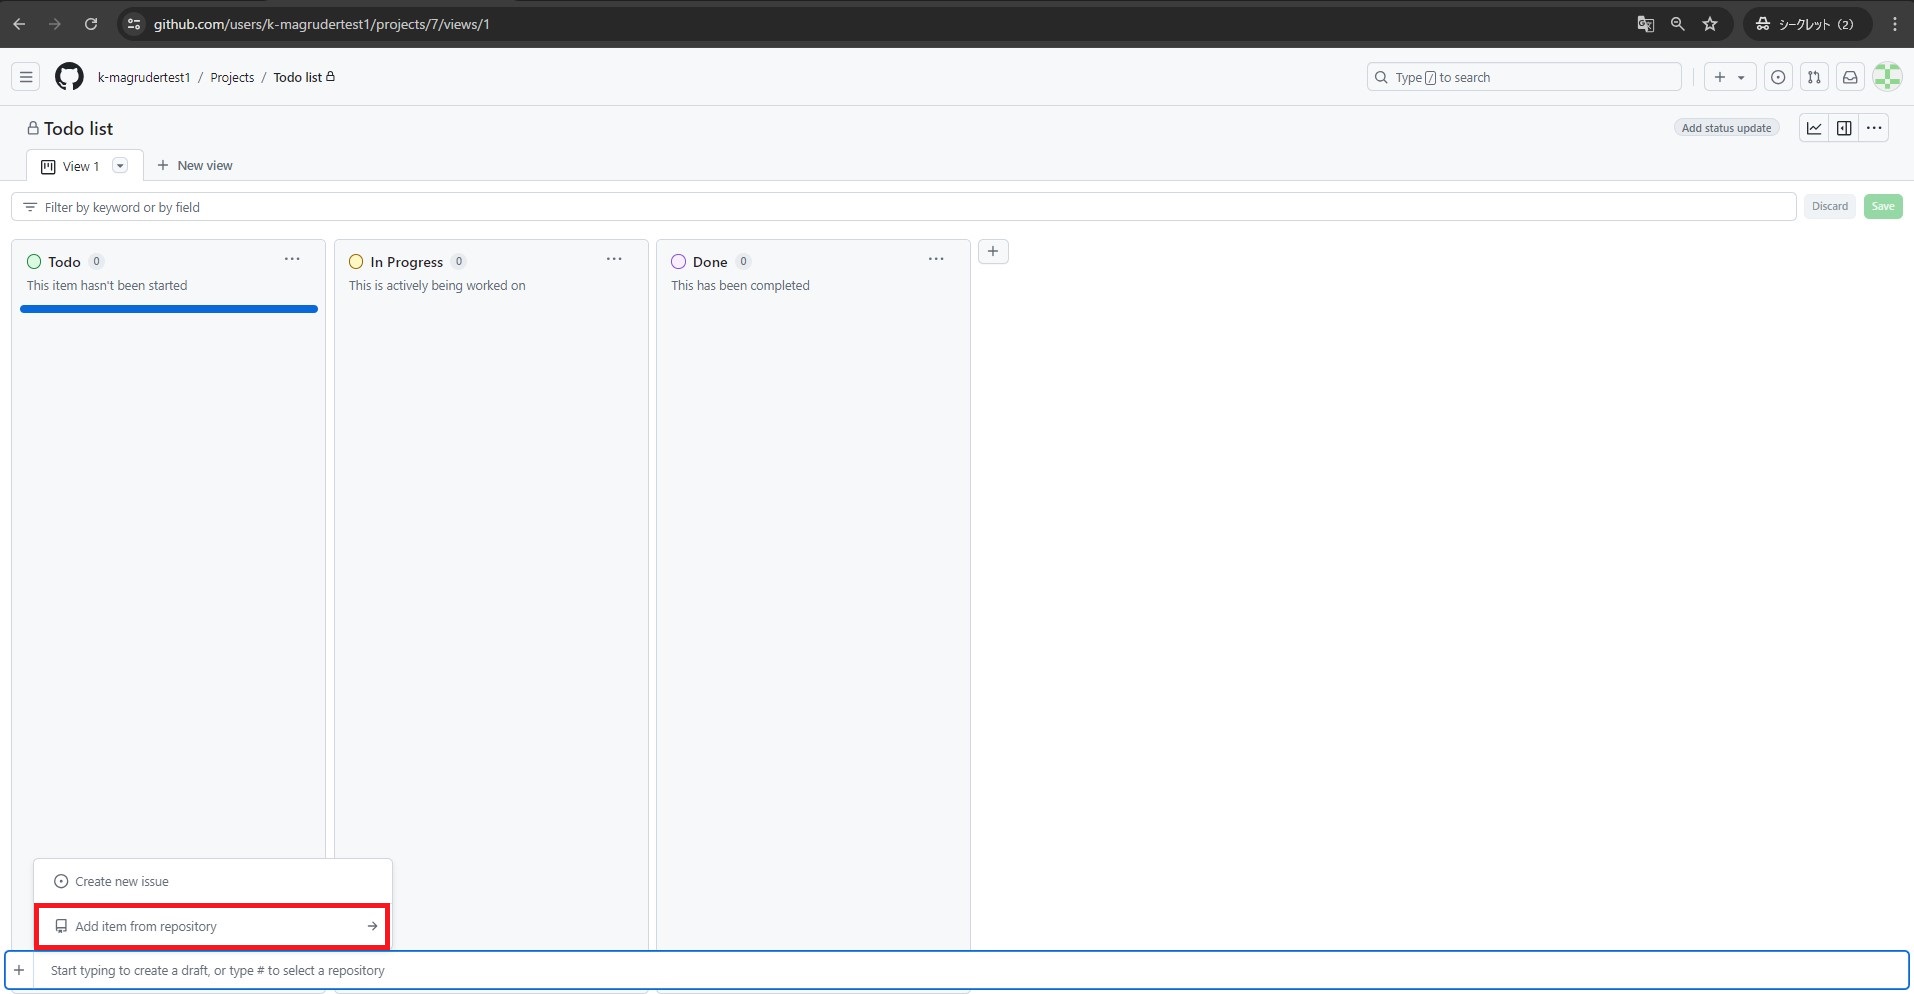 github.com/users/k-magrudertest1/projects/7/views/1
シークレット (2)
k-magrudertest1 / Projects / Todo list
Type / to search
Todo list
Add status update
View 1
New view
Filter by keyword or by field
Discard
Save
Todo 0
This item hasn't been started
In Progress 0
This is actively being worked on
Done 0
This has been completed
Create new issue
Add item from repository
Start typing to create a draft, or type # to select a repository